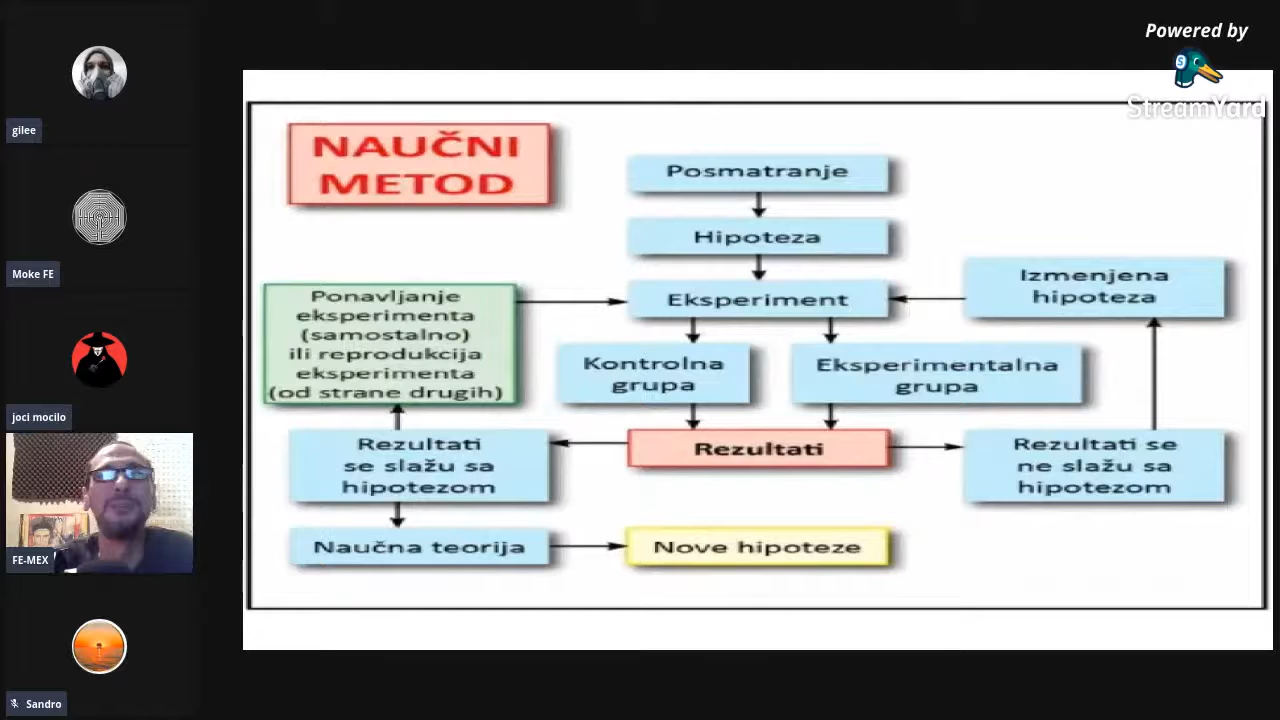 Powered by
StreamYard
gilee
Moke FE
joci mocilo
FE-MEX
Sandro
NAUČNI
METOD
Posmatranje
Hipoteza
Eksperiment
Izmenjena
hipoteza
Ponavljanje
eksperimenta
(samostalno)
ili reprodukcija
eksperimenta
(od strane drugih)
Kontrolna
grupa
Eksperimentalna
grupa
Rezultati
se slažu sa
hipotezom
Rezultati
Rezultati se
ne slažu sa
hipotezom
Naučna teorija
Nove hipoteze